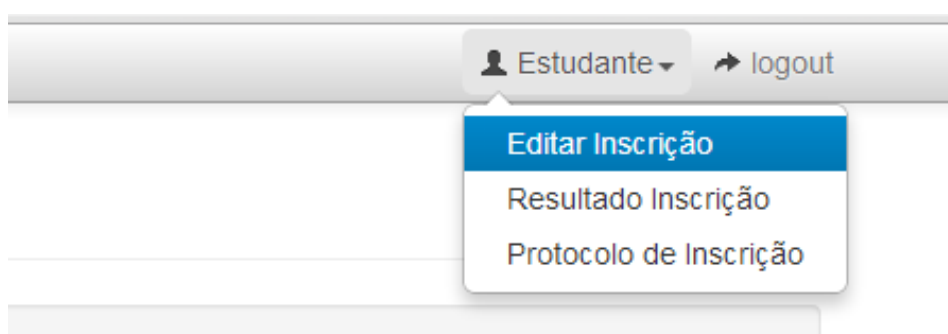 Estudante logout
Editar Inscrição
Resultado Inscrição
Protocolo de Inscrição